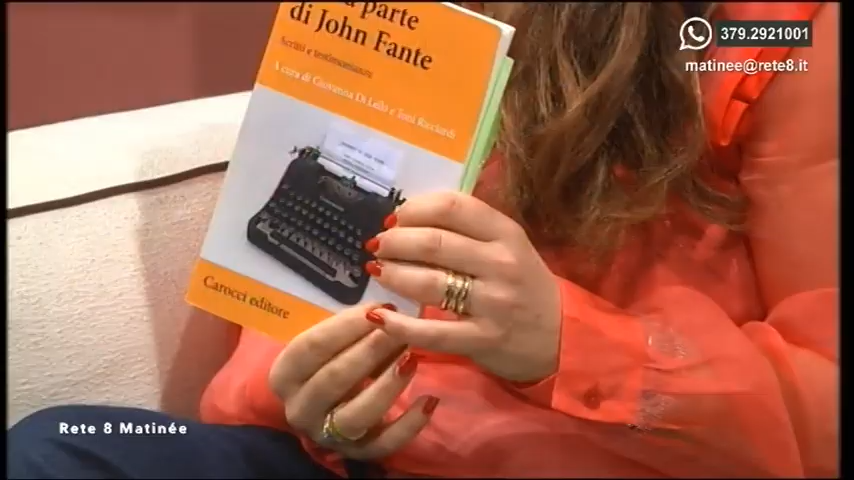 parte
di John Fante
Scritti e testimonianze
A cura di Giovanna Di Lello e Toni Ricciardi
Carocci editore
379.2921001
matinee@rete8.it
Rete 8 Matinée